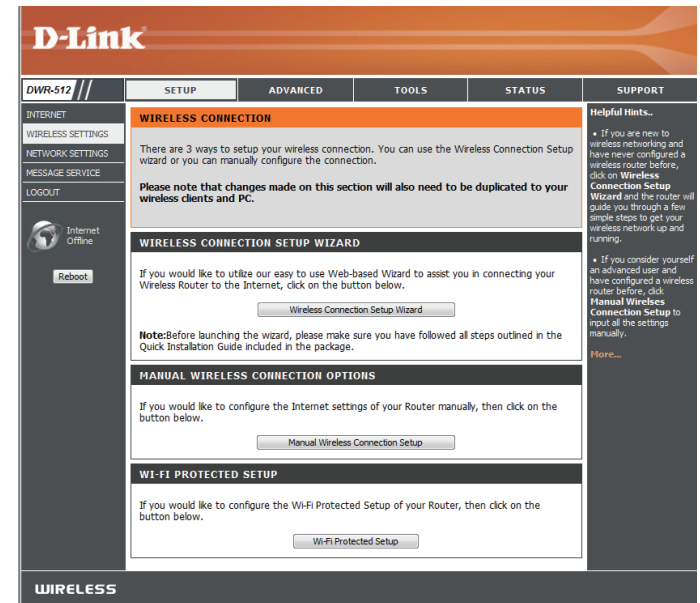 D-Link
DWR-512
SETUP
ADVANCED
TOOLS
STATUS
SUPPORT
INTERNET
WIRELESS SETTINGS
NETWORK SETTINGS
MESSAGE SERVICE
LOGOUT
Internet
Offline
Reboot
WIRELESS CONNECTION
There are 3 ways to setup your wireless connection. You can use the Wireless Connection Setup
wizard or you can manually configure the connection.
Please note that changes made on this section will also need to be duplicated to your
wireless clients and PC.
WIRELESS CONNECTION SETUP WIZARD
If you would like to utilize our easy to use Web-based Wizard to assist you in connecting your
Wireless Router to the Internet, click on the button below.
Wireless Connection Setup Wizard
Note:Before launching the wizard, please make sure you have followed all steps outlined in the
Quick Installation Guide included in the package.
MANUAL WIRELESS CONNECTION OPTIONS
If you would like to configure the Internet settings of your Router manually, then click on the
button below.
Manual Wireless Connection Setup
WI-FI PROTECTED SETUP
If you would like to configure the Wi-Fi Protected Setup of your Router, then click on the
button below.
Wi-Fi Protected Setup
Helpful Hints..
• If you are new to
wireless networking and
have never configured a
wireless router before,
click on Wireless
Connection Setup
Wizard and the router will
guide you through a few
simple steps to get your
wireless network up and
running.
• If you consider yourself
an advanced user and
have configured a wireless
router before, click
Manual Wirelses
Connection Setup to
input all the settings
manually.
More...
WIRELESS